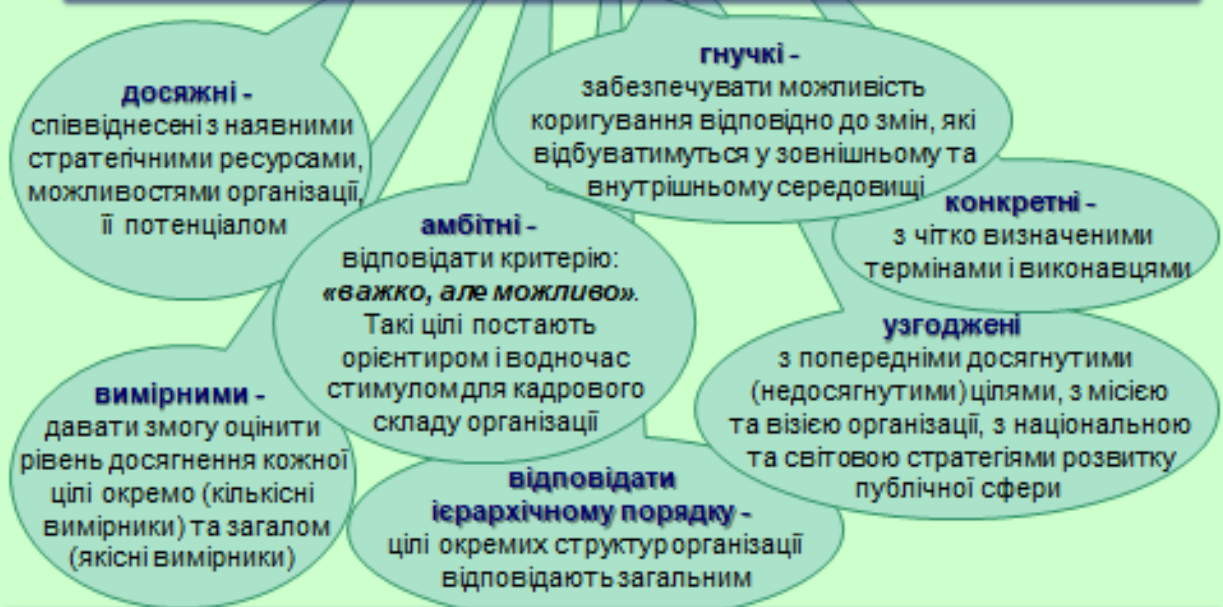 досяжні -
співвіднесені з наявними
стратегічними ресурсами,
можливостями організації,
її потенціалом
гнучкі -
забезпечувати можливість
коригування відповідно до змін, які
відбуватимуться у зовнішньому та
внутрішньому середовищі
амбітні -
відповідати критерію:
«важко, але можливо».
Такі цілі постають
орієнтиром і водночас
стимулом для кадрового
складу організації
конкретні -
з чітко визначеними
термінами і виконавцями
узгоджені
з попередніми досягнутими
(недосягнутими) цілями, з місією
та візією організації, з національною
та світовою стратегіями розвитку
публічної сфери
вимірними -
давати змогу оцінити
рівень досягнення кожної
цілі окремо (кількісні
вимірники) та загалом
(якісні вимірники)
відповідати
ієрархічному порядку -
цілі окремих структур організації
відповідають загальним